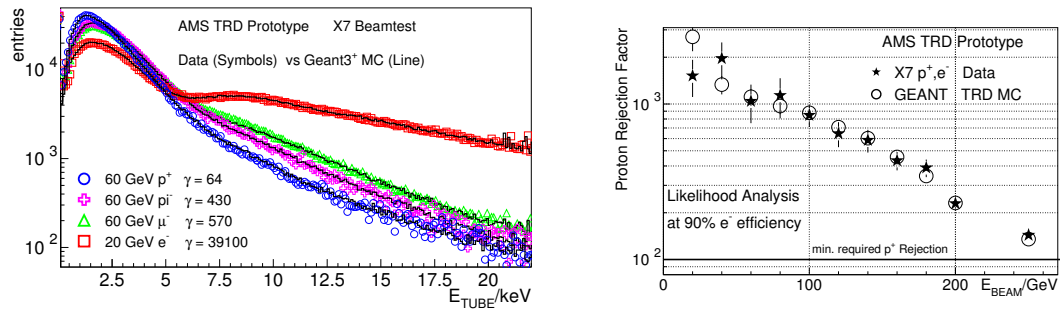 entries
AMS TRD Prototype X7 Beamtest
Data (Symbols) vs Geant3⁺ MC (Line)
10⁴
10³
10²
60 GeV p⁺ γ = 64
60 GeV pi⁻ γ = 430
60 GeV μ⁻ γ = 570
20 GeV e⁻ γ = 39100
2.5 5 7.5 10 12.5 15 17.5 20
E_TUBE/keV
Proton Rejection Factor
AMS TRD Prototype
X7 p⁺,e⁻ Data
GEANT TRD MC
10³
Likelihood Analysis
at 90% e⁻ efficiency
min. required p⁺ Rejection
10²
0 100 200
E_BEAM/GeV